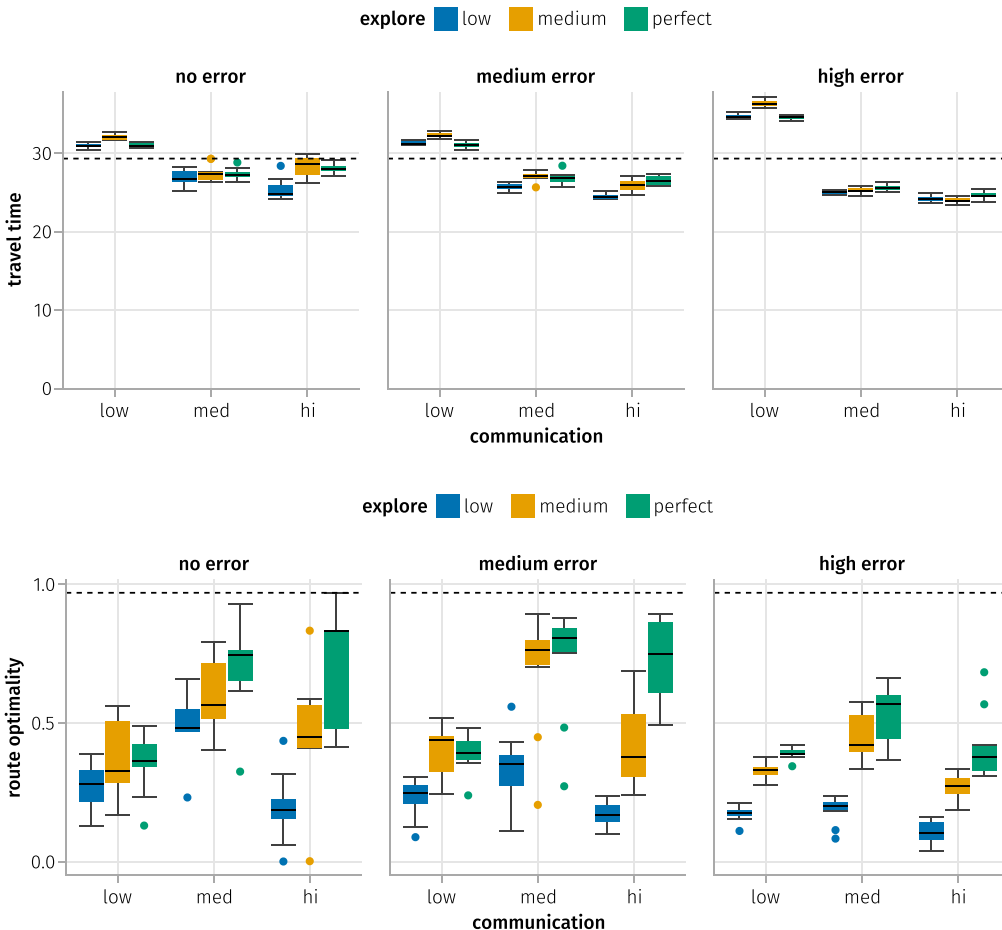 explore low medium perfect
no error medium error high error
travel time
30
20
10
0
low med hi low med hi low med hi
communication
explore low medium perfect
no error medium error high error
route optimality
1.0
0.5
0.0
low med hi low med hi low med hi
communication